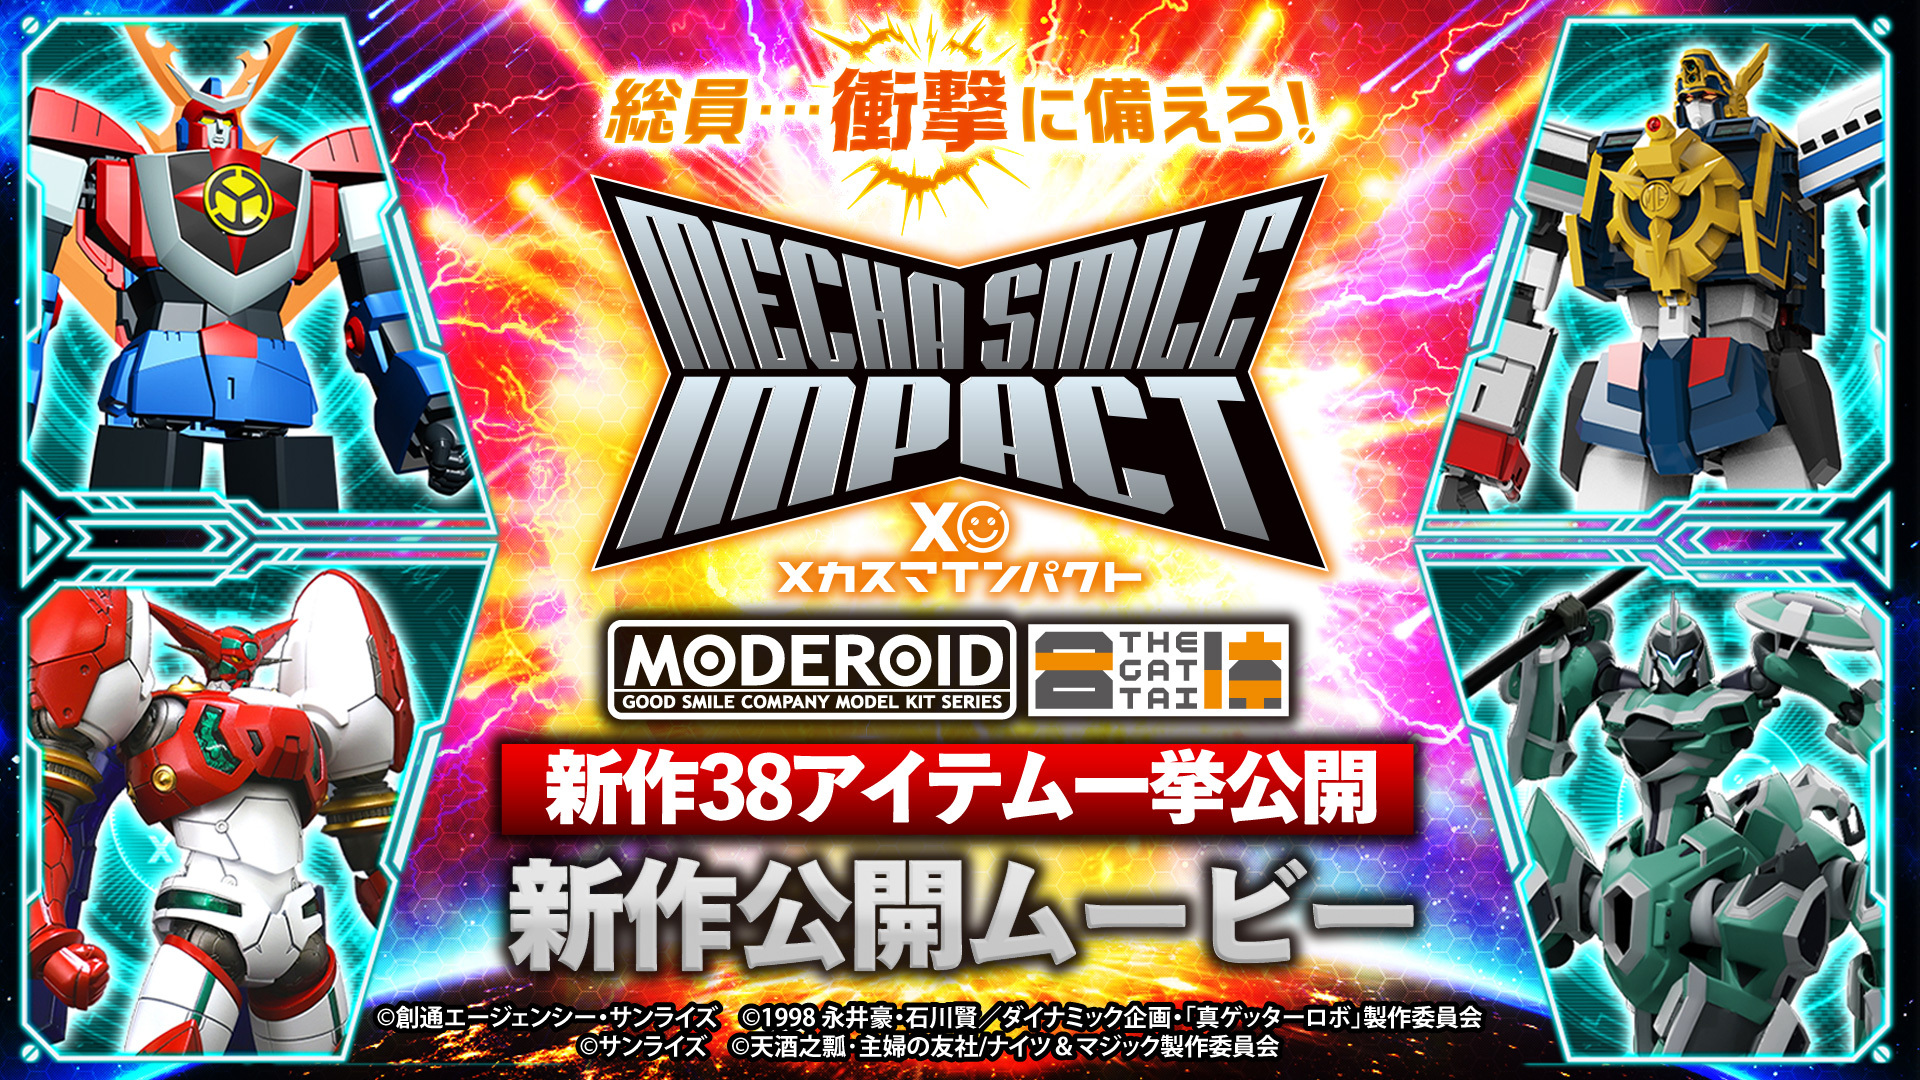 総員…衝撃に備えろ!
MECHA SMILE
IMPACT
X
メカスマインパクト
MODEROID
GOOD SMILE COMPANY MODEL KIT SERIES
THE
GAT
TAI
新作38アイテム一挙公開
新作公開ムービー
©創通エージェンシー・サンライズ ©1998 永井豪・石川賢／ダイナミック企画・「真ゲッターロボ」製作委員会
©サンライズ ©天酒之瓢・主婦の友社/ナイツ＆マジック製作委員会
MG